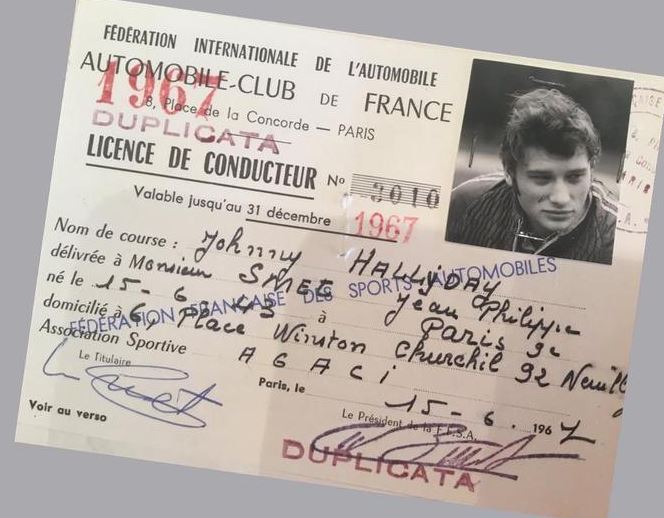 FÉDÉRATION INTERNATIONALE DE L'AUTOMOBILE
AUTOMOBILE-CLUB DE FRANCE
8, Place de la Concorde — PARIS
1967
DUPLICATA
LICENCE DE CONDUCTEUR No 3010
Valable jusqu'au 31 décembre 1967
Nom de course : Johnny HALLYDAY
délivrée à Monsieur SMET Jean Philippe
né le 15-6-43 à Paris 9e
FÉDÉRATION FRANÇAISE DES SPORTS AUTOMOBILES
domicilié à 6, Place Winston Churchil 92 Neuilly
Association Sportive AGACI
Le Titulaire
Paris, le 15-6. 1967
Voir au verso
Le Président de la F.F.S.A.
DUPLICATA